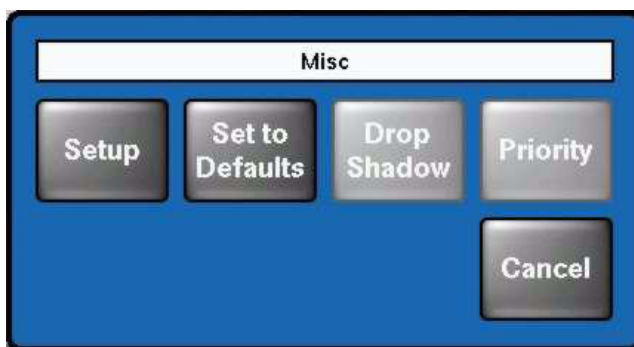 Misc
Setup
Set to
Defaults
Drop
Shadow
Priority
Cancel